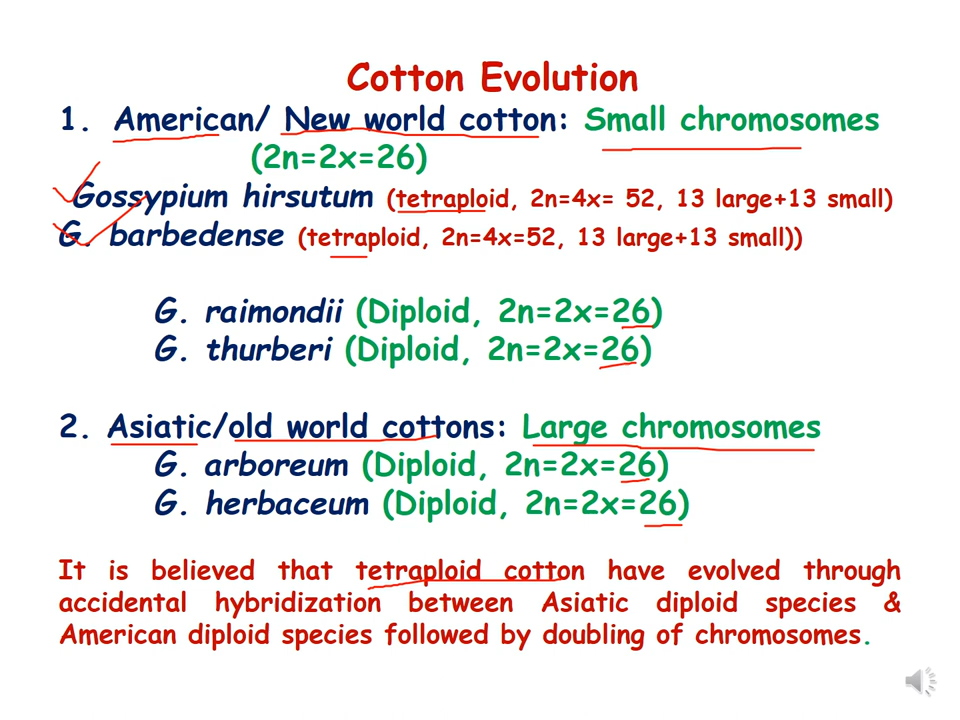 Cotton Evolution
1. American/ New world cotton: Small chromosomes
(2n=2x=26)
Gossypium hirsutum (tetraploid, 2n=4x= 52, 13 large+13 small)
G. barbedense (tetraploid, 2n=4x=52, 13 large+13 small))
G. raimondii (Diploid, 2n=2x=26)
G. thurberi (Diploid, 2n=2x=26)
2. Asiatic/old world cottons: Large chromosomes
G. arboreum (Diploid, 2n=2x=26)
G. herbaceum (Diploid, 2n=2x=26)
It is believed that tetraploid cotton have evolved through
accidental hybridization between Asiatic diploid species &
American diploid species followed by doubling of chromosomes.